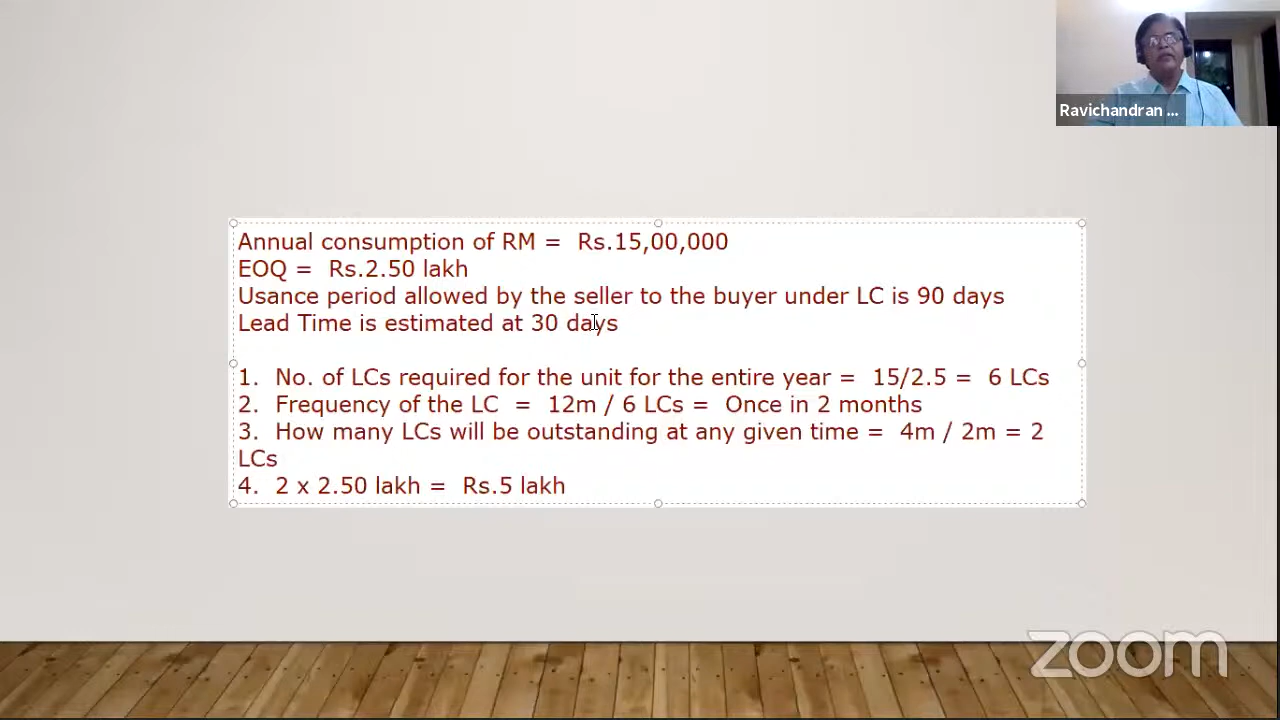 Ravichandran ...
Annual consumption of RM = Rs.15,00,000
EOQ = Rs.2.50 lakh
Usance period allowed by the seller to the buyer under LC is 90 days
Lead Time is estimated at 30 days
1. No. of LCs required for the unit for the entire year = 15/2.5 = 6 LCs
2. Frequency of the LC = 12m / 6 LCs = Once in 2 months
3. How many LCs will be outstanding at any given time = 4m / 2m = 2
LCs
4. 2 x 2.50 lakh = Rs.5 lakh
zoom